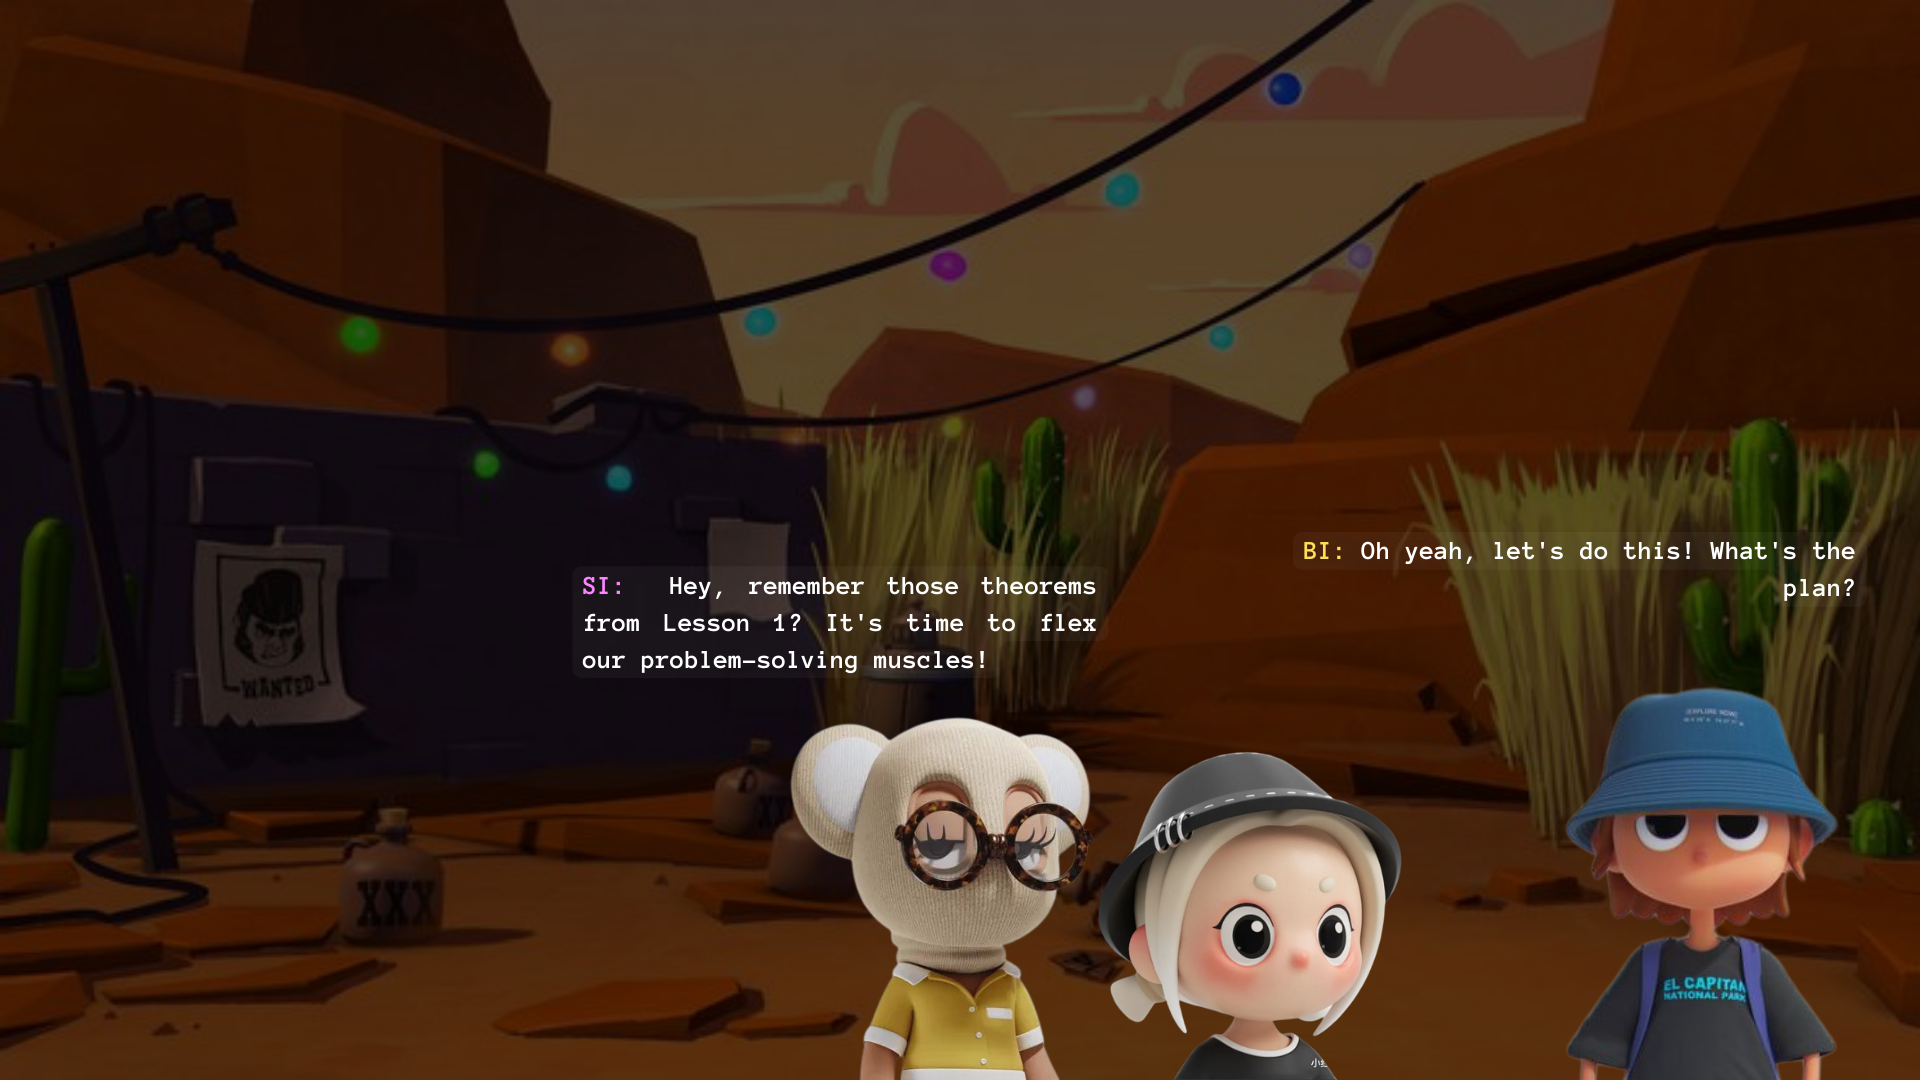 SI: Hey, remember those theorems
from Lesson 1? It's time to flex
our problem-solving muscles!
BI: Oh yeah, let's do this! What's the
plan?
WANTED
XXX
EL CAPITAN
NATIONAL PARK